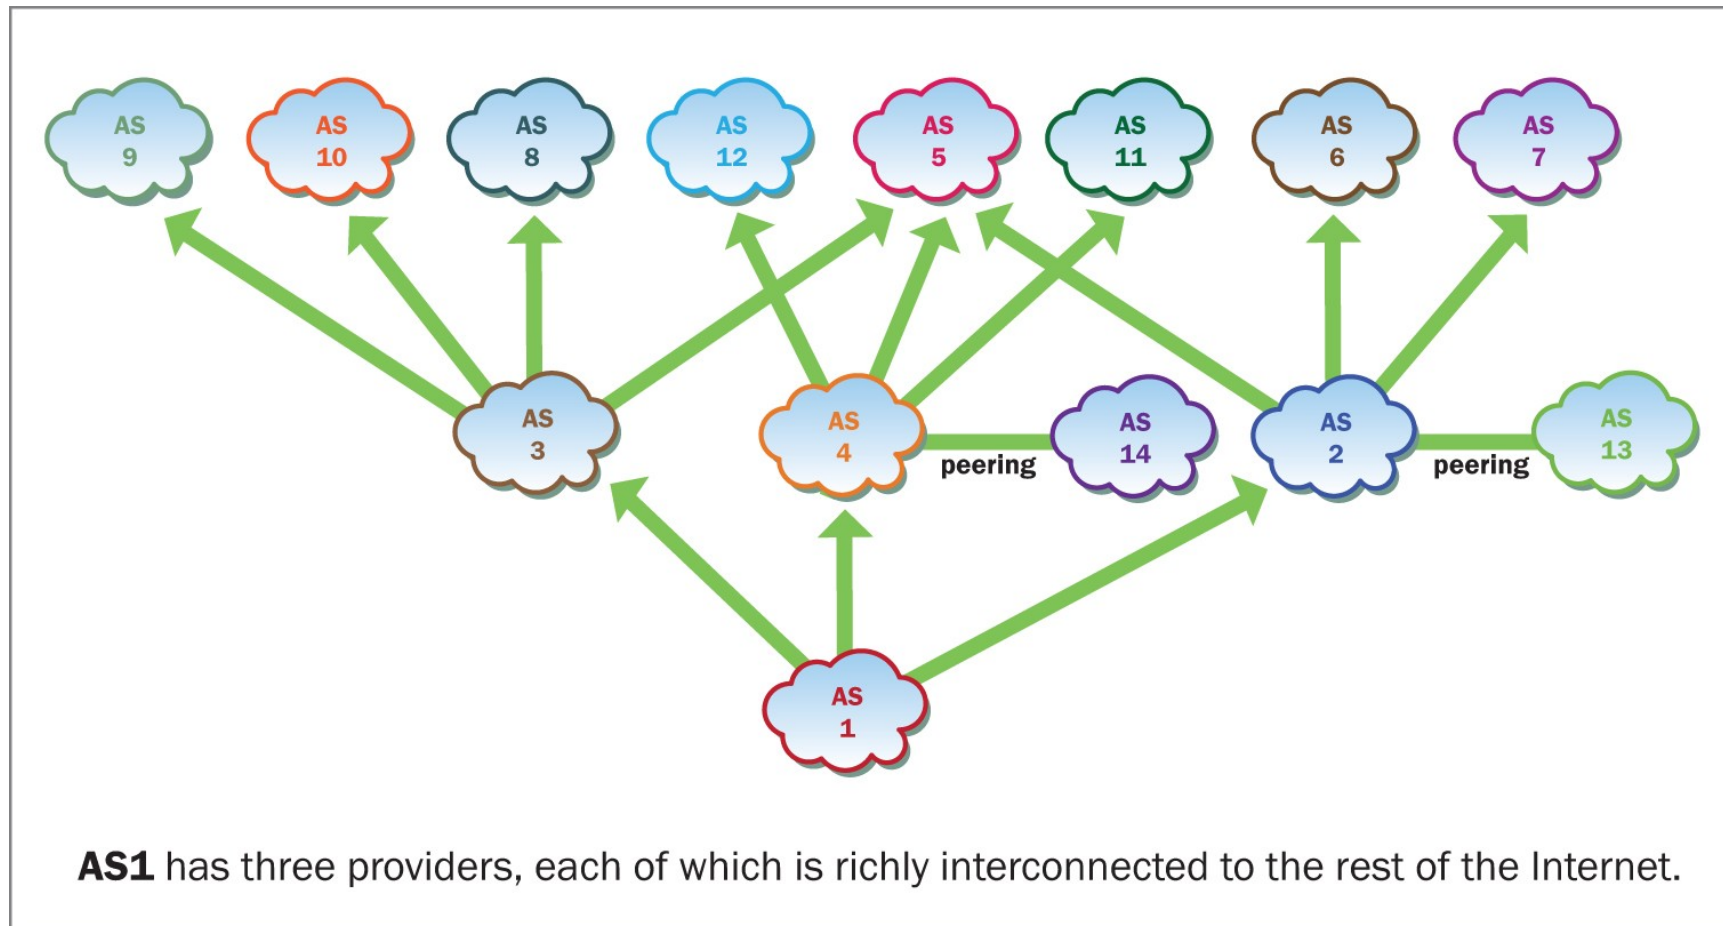 AS
9
AS
10
AS
8
AS
12
AS
5
AS
11
AS
6
AS
7
AS
3
AS
4
peering
AS
14
AS
2
peering
AS
13
AS
1
AS1 has three providers, each of which is richly interconnected to the rest of the Internet.